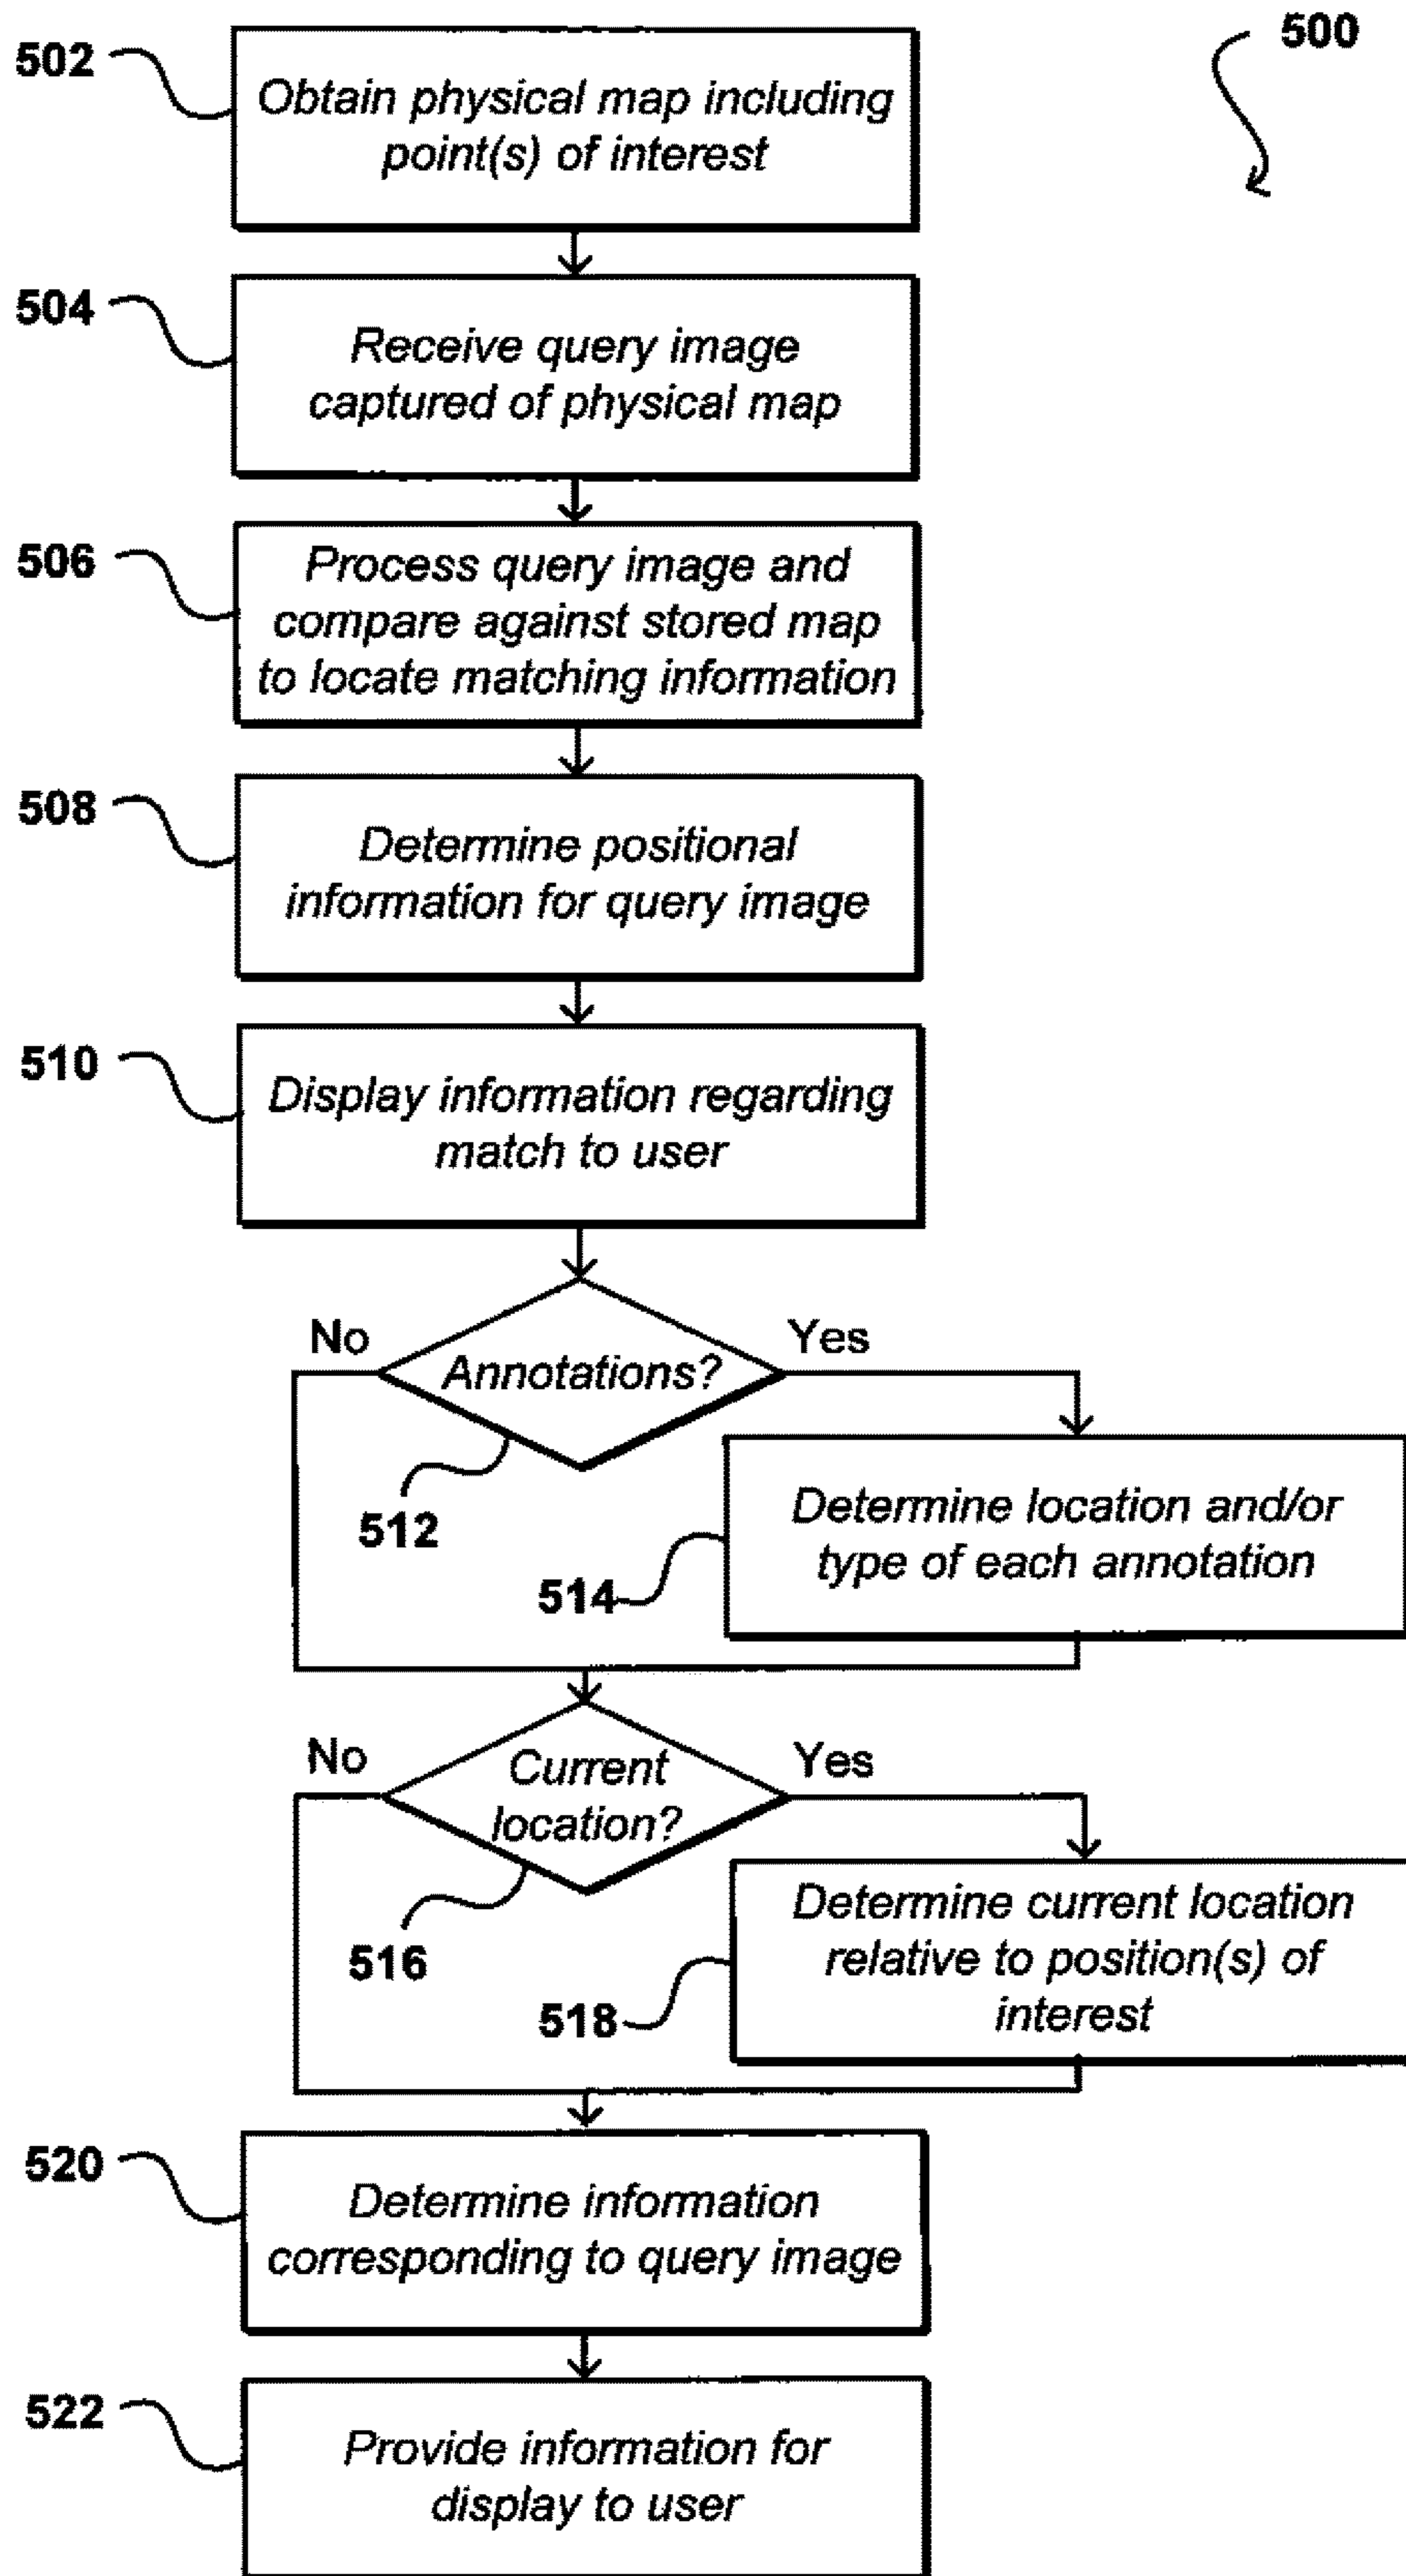 500
502
Obtain physical map including
point(s) of interest
504
Receive query image
captured of physical map
506
Process query image and
compare against stored map
to locate matching information
508
Determine positional
information for query image
510
Display information regarding
match to user
No
Yes
Annotations?
512
Determine location and/or
type of each annotation
514
No
Yes
Current
location?
516
Determine current location
relative to position(s) of
interest
518
520
Determine information
corresponding to query image
522
Provide information for
display to user